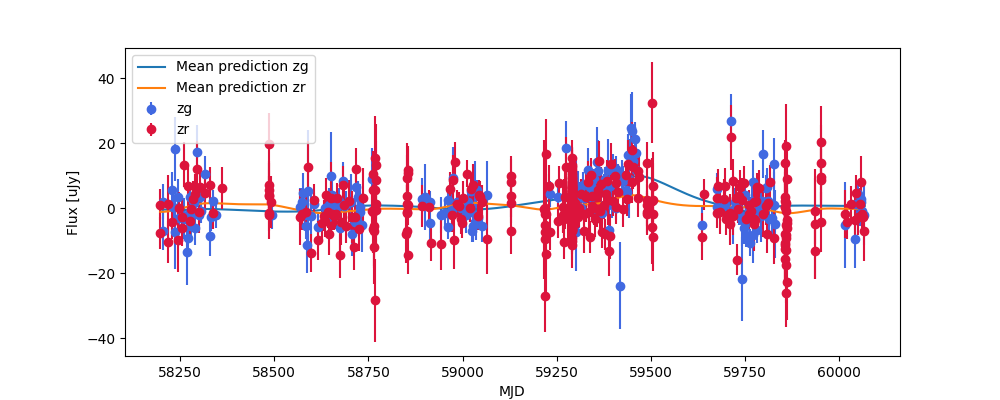 Mean prediction zg
Mean prediction zr
zg
zr
Flux [uJy]
40
20
0
−20
−40
58250
58500
58750
59000
59250
59500
59750
60000
MJD